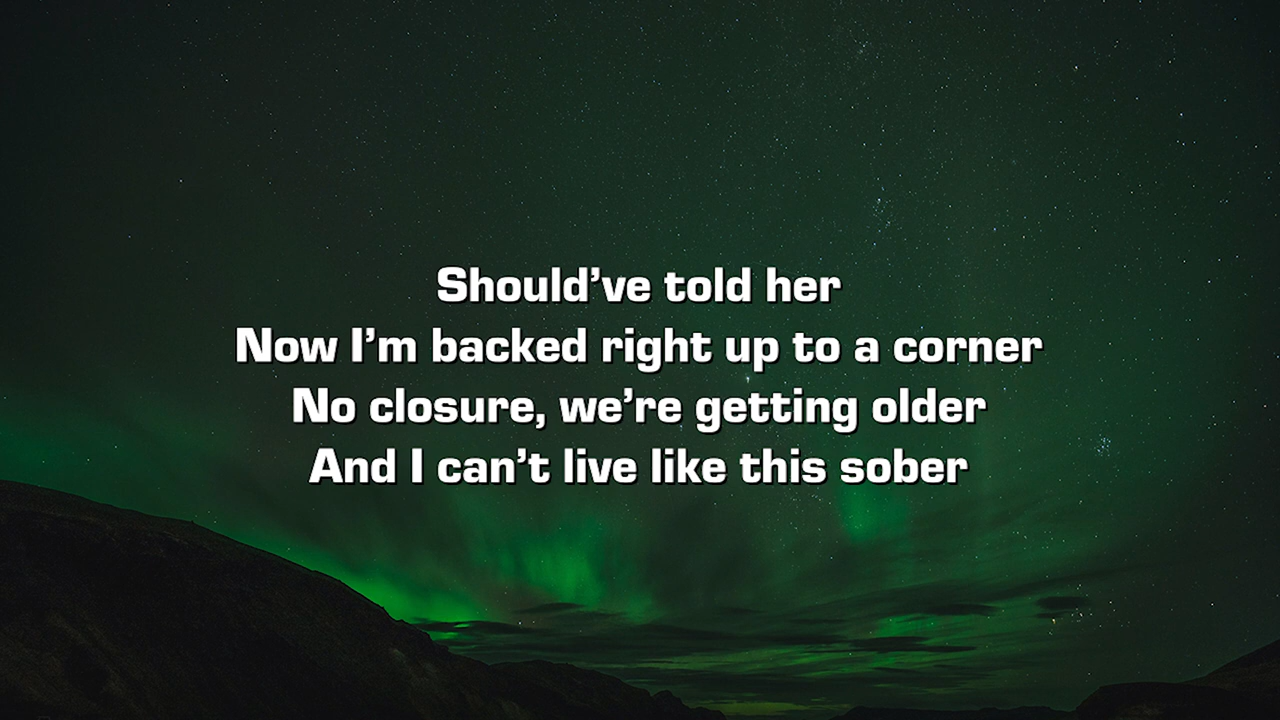 Should’ve told her
Now I’m backed right up to a corner
No closure, we’re getting older
And I can’t live like this sober